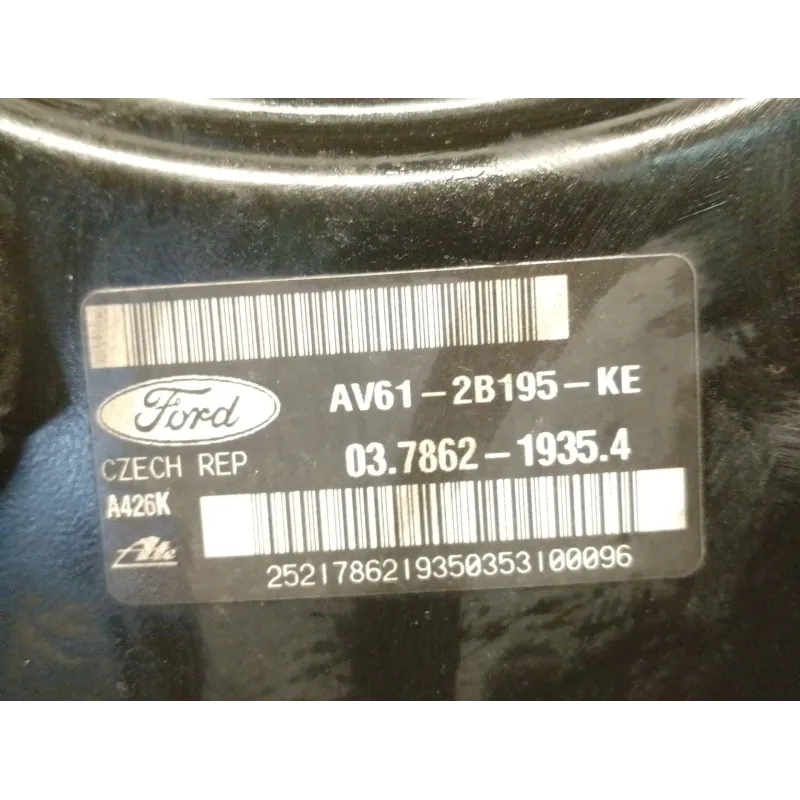 Ford
AV61-2B195-KE
CZECH REP
03.7862-1935.4
A426K
Ate
2521786219350353100096